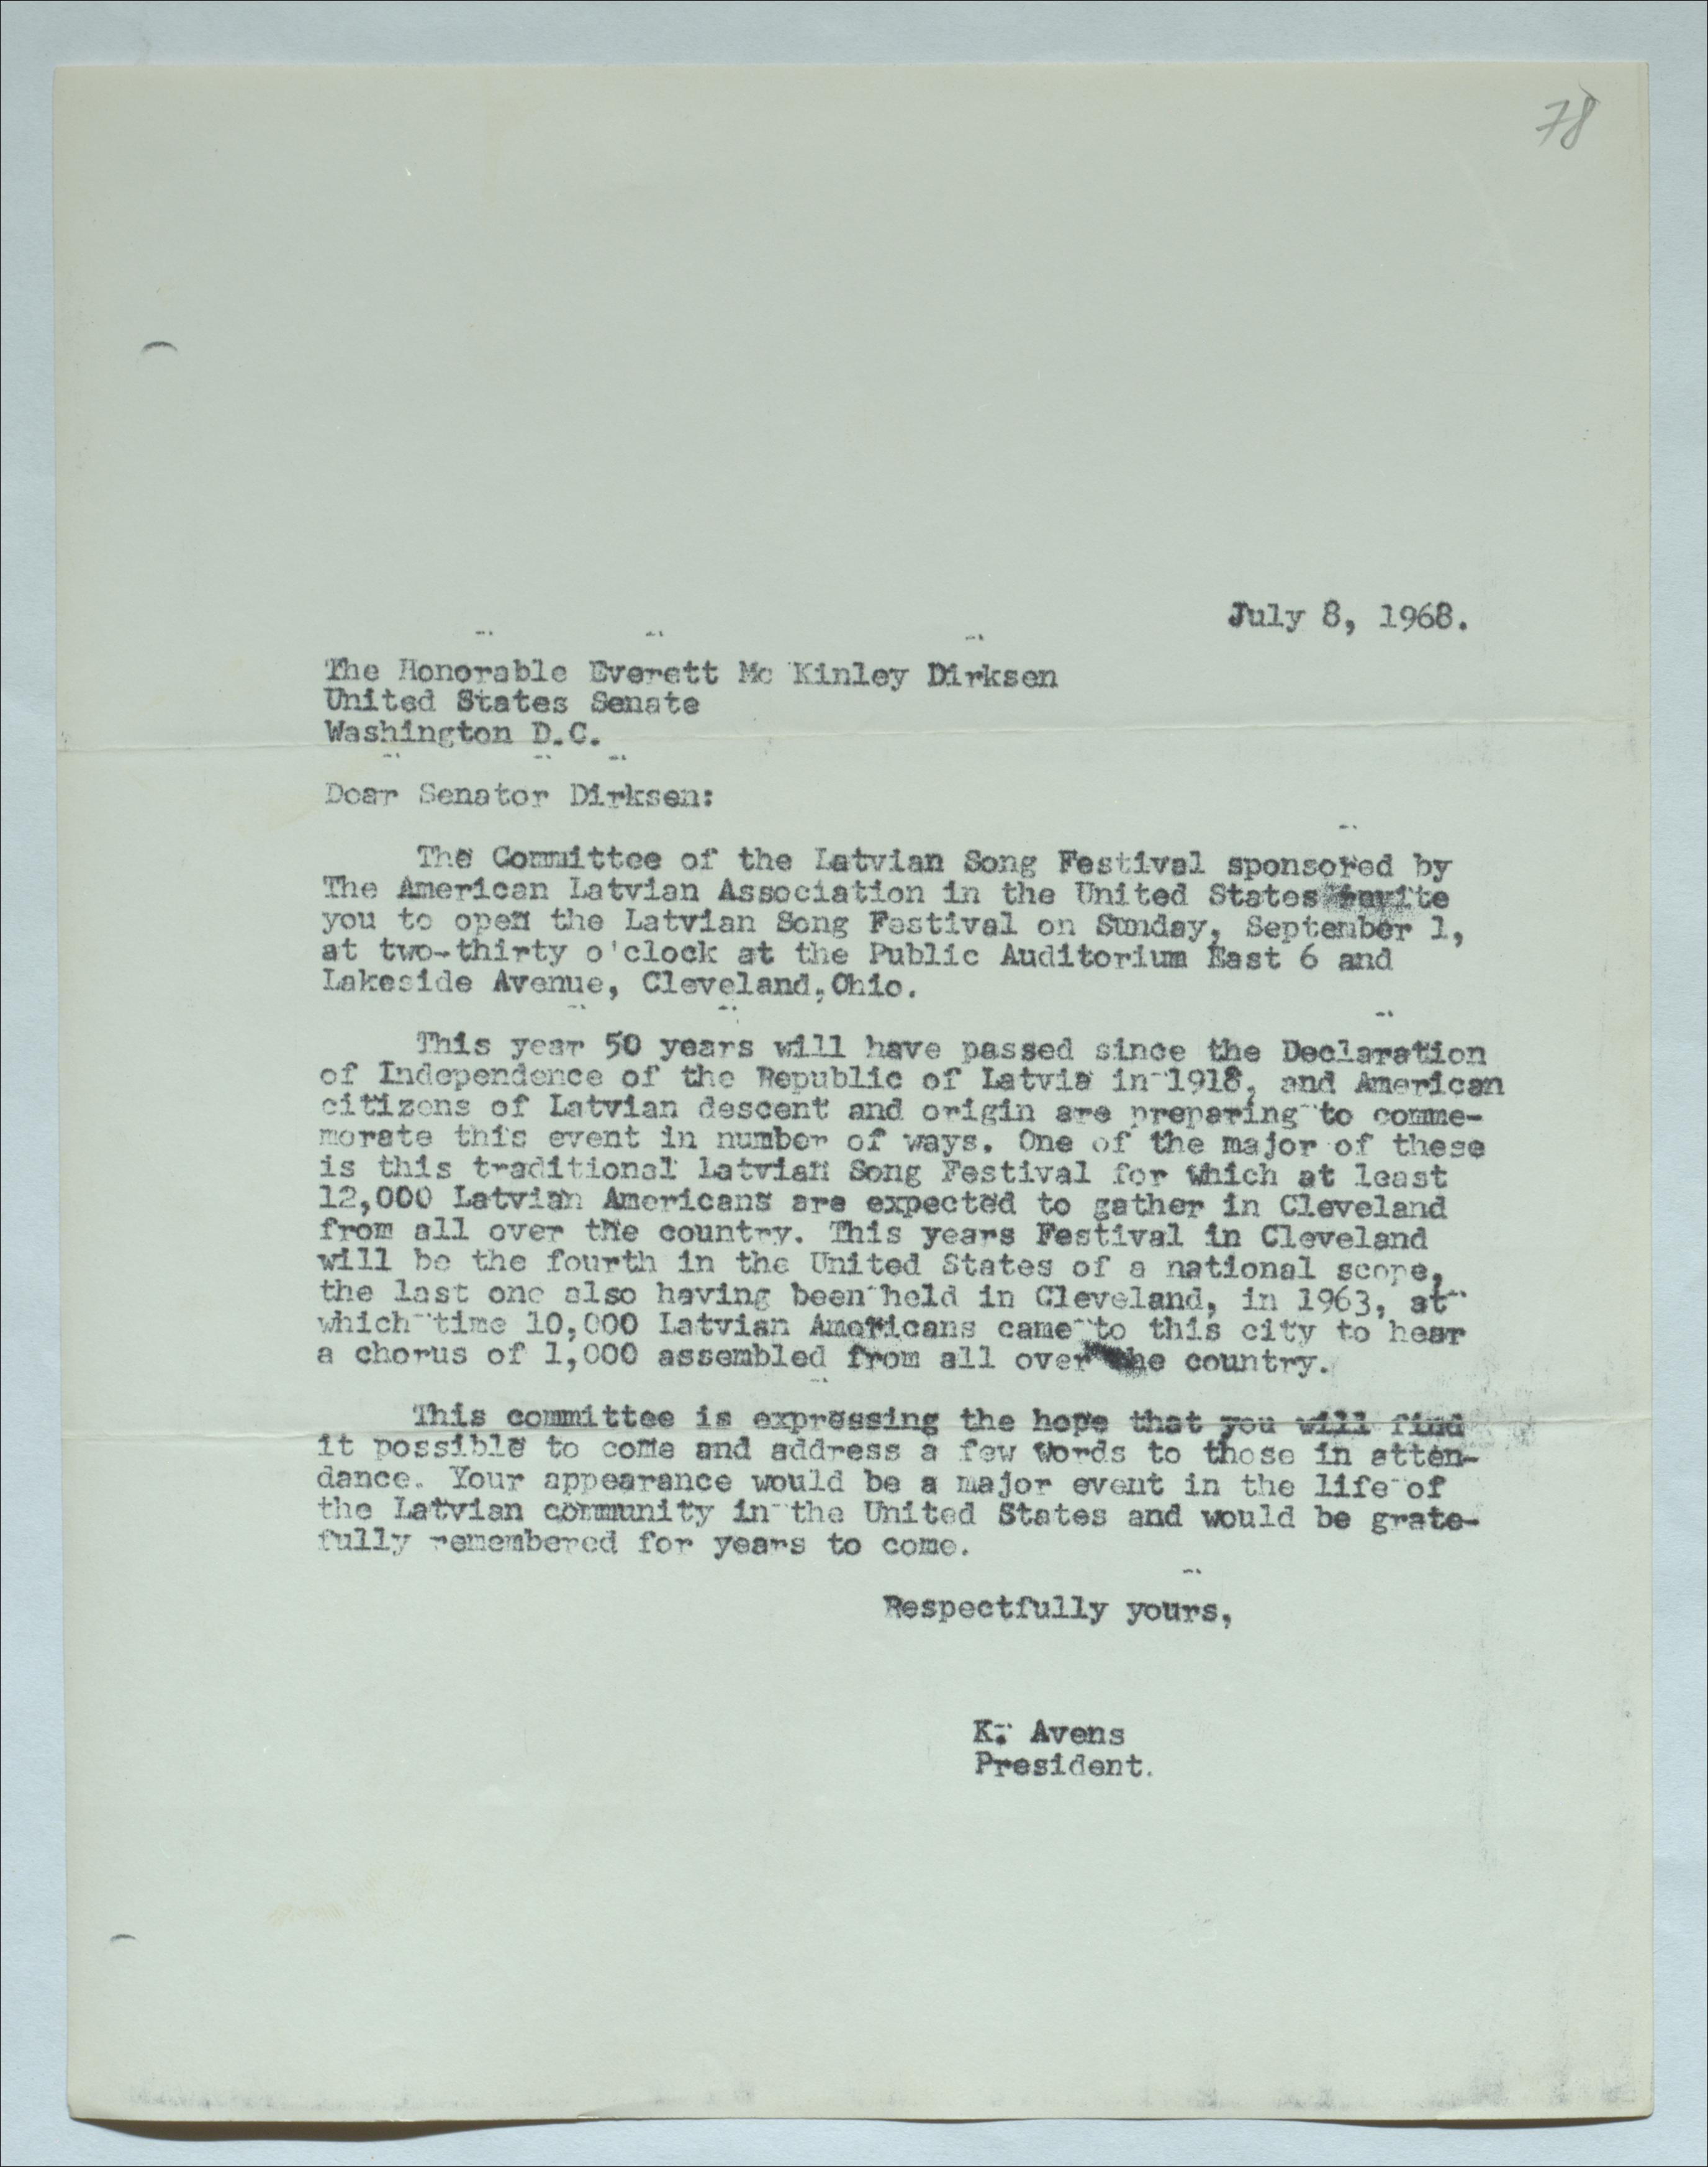 78
July 8, 1968.
The Honorable Everett Mc Kinley Dirksen
United States Senate
Washington D.C.
Dear Senator Dirksen:
The Committee of the Latvian Song Festival sponsored by
The American Latvian Association in the United States invite
you to open the Latvian Song Festival on Sunday, September 1,
at two-thirty o'clock at the Public Auditorium East 6 and
Lakeside Avenue, Cleveland, Ohio.
This year 50 years will have passed since the Declaration
of Independence of the Republic of Latvia in 1918, and American
citizens of Latvian descent and origin are preparing to comme-
morate this event in number of ways. One of the major of these
is this traditional Latvian Song Festival for which at least
12,000 Latvian Americans are expected to gather in Cleveland
from all over the country. This years Festival in Cleveland
will be the fourth in the United States of a national scope,
the last one also having been held in Cleveland, in 1963, at
which time 10,000 Latvian Americans came to this city to hear
a chorus of 1,000 assembled from all over the country.
This committee is expressing the hope that you will find
it possible to come and address a few words to those in atten-
dance. Your appearance would be a major event in the life of
the Latvian community in the United States and would be grate-
fully remembered for years to come.
Respectfully yours,
K. Avens
President.